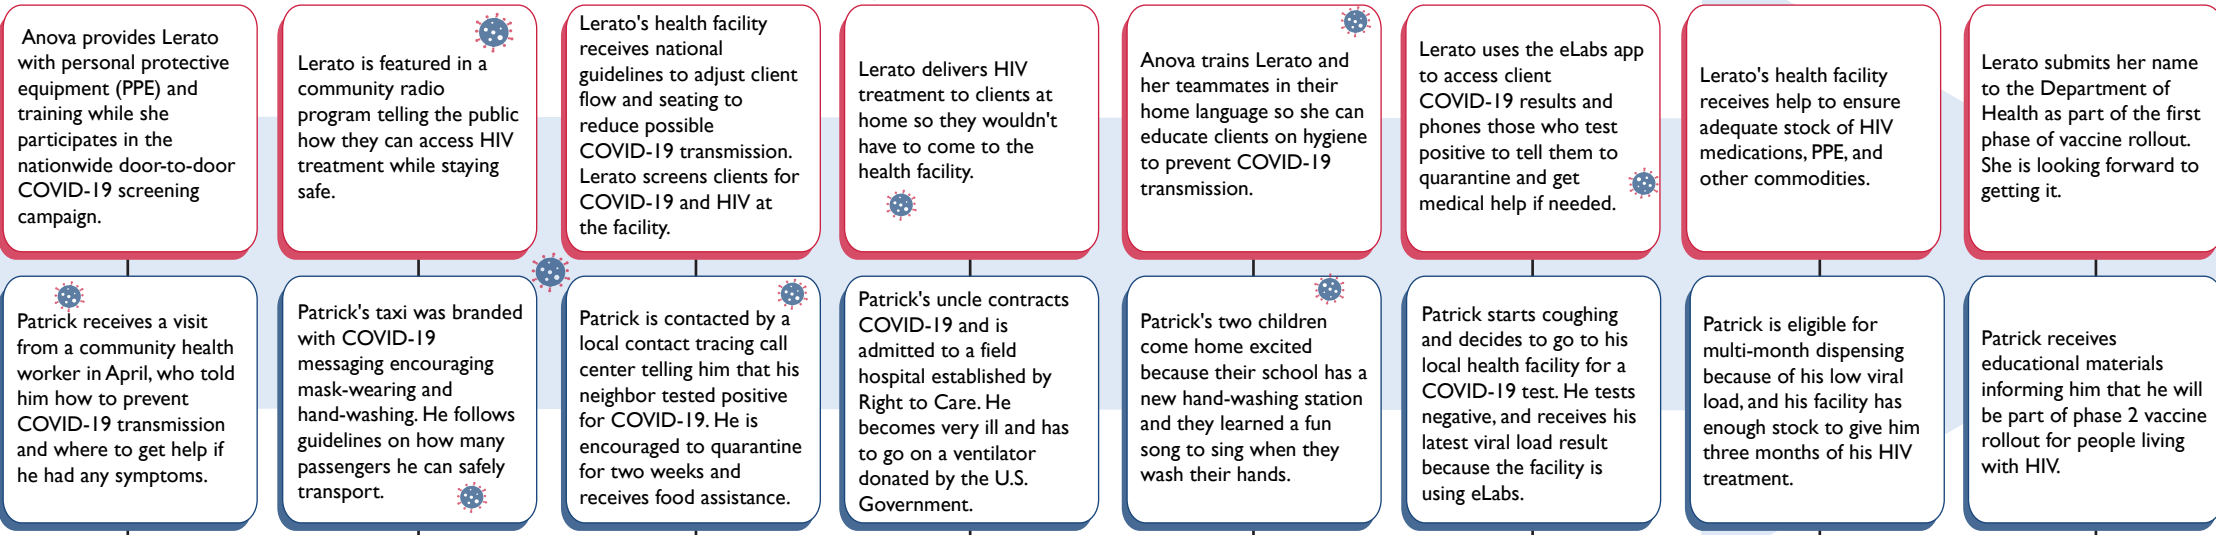 Anova provides Lerato
with personal protective
equipment (PPE) and
training while she
participates in the
nationwide door-to-door
COVID-19 screening
campaign.
Lerato is featured in a
community radio
program telling the public
how they can access HIV
treatment while staying
safe.
Lerato's health facility
receives national
guidelines to adjust client
flow and seating to
reduce possible
COVID-19 transmission.
Lerato screens clients for
COVID-19 and HIV at
the facility.
Lerato delivers HIV
treatment to clients at
home so they wouldn't
have to come to the
health facility.
Anova trains Lerato and
her teammates in their
home language so she can
educate clients on hygiene
to prevent COVID-19
transmission.
Lerato uses the eLabs app
to access client
COVID-19 results and
phones those who test
positive to tell them to
quarantine and get
medical help if needed.
Lerato's health facility
receives help to ensure
adequate stock of HIV
medications, PPE, and
other commodities.
Lerato submits her name
to the Department of
Health as part of the first
phase of vaccine rollout.
She is looking forward to
getting it.
Patrick receives a visit
from a community health
worker in April, who told
him how to prevent
COVID-19 transmission
and where to get help if
he had any symptoms.
Patrick's taxi was branded
with COVID-19
messaging encouraging
mask-wearing and
hand-washing. He follows
guidelines on how many
passengers he can safely
transport.
Patrick is contacted by a
local contact tracing call
center telling him that his
neighbor tested positive
for COVID-19. He is
encouraged to quarantine
for two weeks and
receives food assistance.
Patrick's uncle contracts
COVID-19 and is
admitted to a field
hospital established by
Right to Care. He
becomes very ill and has
to go on a ventilator
donated by the U.S.
Government.
Patrick's two children
come home excited
because their school has a
new hand-washing station
and they learned a fun
song to sing when they
wash their hands.
Patrick starts coughing
and decides to go to his
local health facility for a
COVID-19 test. He tests
negative, and receives his
latest viral load result
because the facility is
using eLabs.
Patrick is eligible for
multi-month dispensing
because of his low viral
load, and his facility has
enough stock to give him
three months of his HIV
treatment.
Patrick receives
educational materials
informing him that he will
be part of phase 2 vaccine
rollout for people living
with HIV.